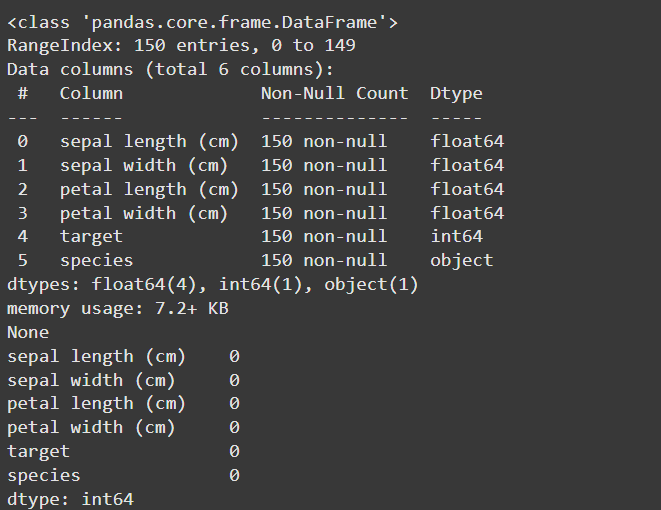 <class 'pandas.core.frame.DataFrame'>
RangeIndex: 150 entries, 0 to 149
Data columns (total 6 columns):
 #   Column             Non-Null Count  Dtype
---  ------             --------------  -----
 0   sepal length (cm)  150 non-null    float64
 1   sepal width (cm)   150 non-null    float64
 2   petal length (cm)  150 non-null    float64
 3   petal width (cm)   150 non-null    float64
 4   target             150 non-null    int64
 5   species            150 non-null    object
dtypes: float64(4), int64(1), object(1)
memory usage: 7.2+ KB
None
sepal length (cm)    0
sepal width (cm)     0
petal length (cm)    0
petal width (cm)     0
target               0
species              0
dtype: int64